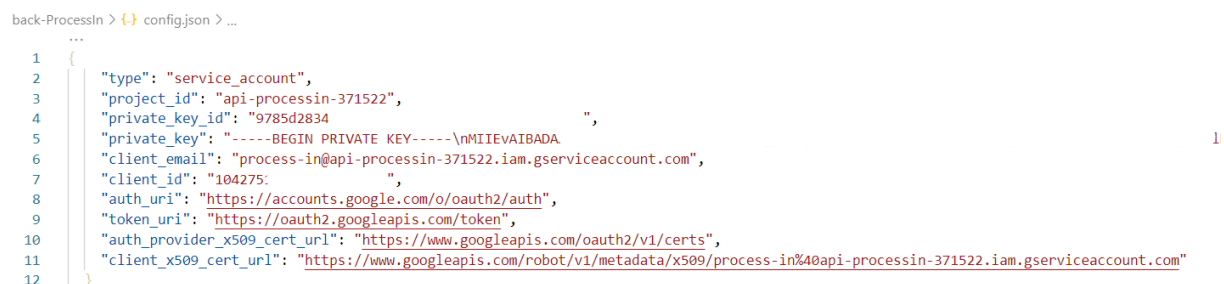 back-ProcessIn > {..} config.json > ...
...
1 {
2 "type": "service_account",
3 "project_id": "api-processin-371522",
4 "private_key_id": "9785d2834 ",
5 "private_key": "-----BEGIN PRIVATE KEY-----\nMIIEvAIBADA
6 "client_email": "process-in@api-processin-371522.iam.gserviceaccount.com",
7 "client_id": "104275 ",
8 "auth_uri": "https://accounts.google.com/o/oauth2/auth",
9 "token_uri": "https://oauth2.googleapis.com/token",
10 "auth_provider_x509_cert_url": "https://www.googleapis.com/oauth2/v1/certs",
11 "client_x509_cert_url": "https://www.googleapis.com/robot/v1/metadata/x509/process-in%40api-processin-371522.iam.gserviceaccount.com"
12 }